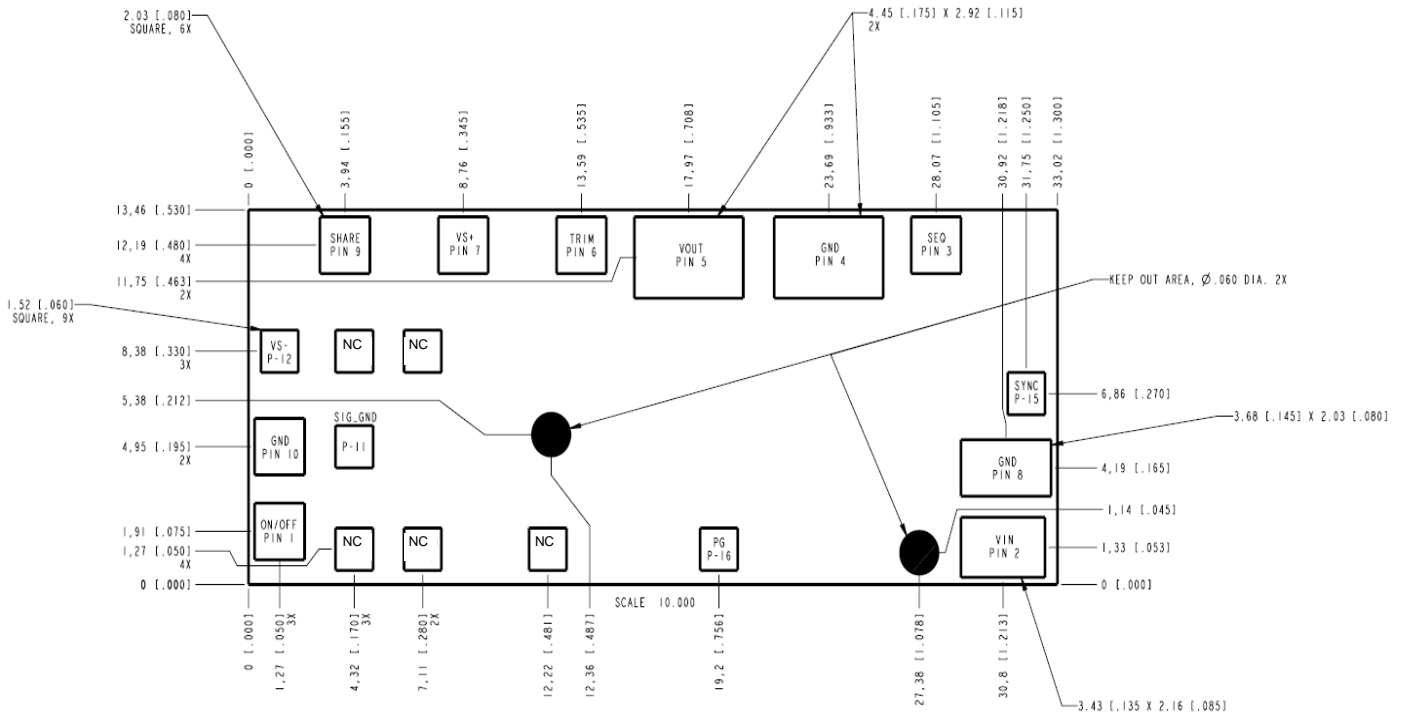 2.03 [.080]
SQUARE, 6X
4.45 [.175] X 2.92 [.115]
2X
0 [.000]
3,94 [.155]
8,76 [.345]
13,59 [.535]
17,97 [.708]
23,69 [.933]
28,07 [1.105]
30,92 [1.218]
31,75 [1.250]
33,02 [1.300]
13,46 [.530]
12,19 [.480]
4X
11,75 [.463]
2X
SHARE
PIN 9
VS+
PIN 7
TRIM
PIN 6
VOUT
PIN 5
GND
PIN 4
SEQ
PIN 3
KEEP OUT AREA, Ø.060 DIA. 2X
1.52 [.060]
SQUARE, 9X
8,38 [.330]
3X
VS-
P-12
NC
NC
5,38 [.212]
SYNC
P-15
6,86 [.270]
3.68 [.145] X 2.03 [.080]
4,95 [.195]
2X
GND
PIN 10
SIG_GND
P-11
GND
PIN 8
4,19 [.165]
1,14 [.045]
1,91 [.075]
1,27 [.050]
4X
ON/OFF
PIN 1
NC
NC
NC
PG
P-16
VIN
PIN 2
1,33 [.053]
0 [.000]
0 [.000]
SCALE 10.000
0 [.000]
1,27 [.050]
3X
4,32 [.170]
3X
7,11 [.280]
2X
12,22 [.481]
12,36 [.487]
19,2 [.756]
27,38 [1.078]
30,8 [1.213]
3.43 [.135 X 2.16 [.085]